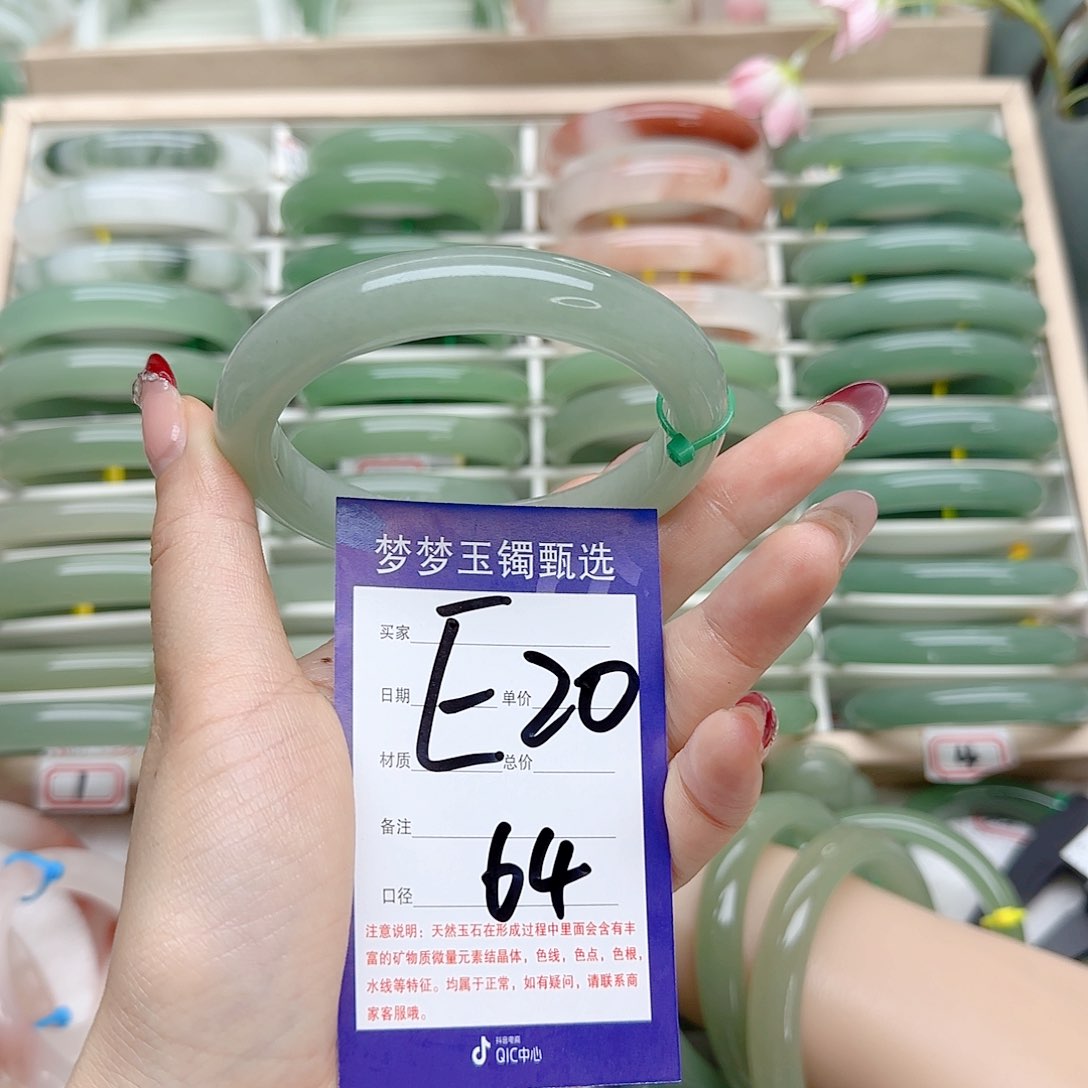 梦梦玉镯甄选
买家
E20
日期 单价
材质 总价
备注
64
口径
注意说明：天然玉石在形成过程中里面会含有丰
富的矿物质微量元素结晶体，色线，色点，色根，
水线等特征。均属于正常，如有疑问，请联系商
家客服哦。
抖音电商
QIC中心
1
4